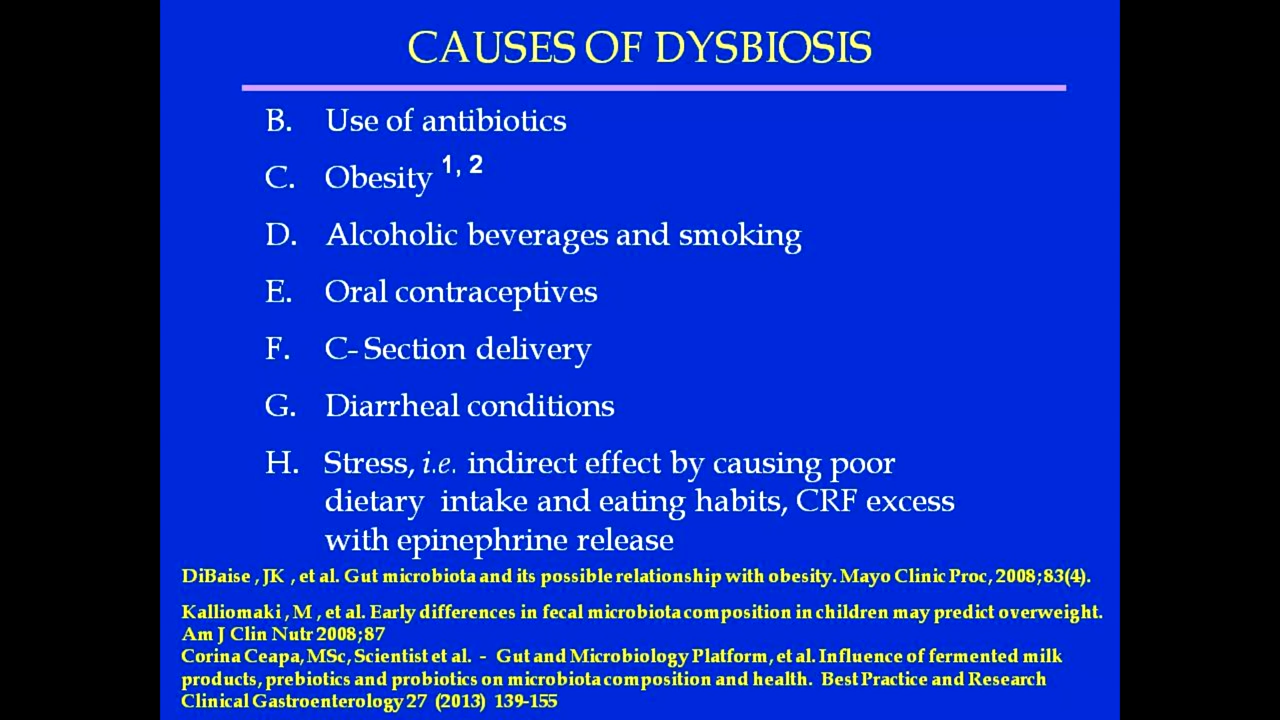 CAUSES OF DYSBIOSIS
B. Use of antibiotics
C. Obesity 1, 2
D. Alcoholic beverages and smoking
E. Oral contraceptives
F. C- Section delivery
G. Diarrheal conditions
H. Stress, i.e. indirect effect by causing poor
dietary intake and eating habits, CRF excess
with epinephrine release
DiBaise , JK , et al. Gut microbiota and its possible relationship with obesity. Mayo Clinic Proc, 2008;83(4).
Kalliomaki , M , et al. Early differences in fecal microbiota composition in children may predict overweight.
Am J Clin Nutr 2008;87
Corina Ceapa, MSc, Scientist et al. - Gut and Microbiology Platform, et al. Influence of fermented milk
products, prebiotics and probiotics on microbiota composition and health. Best Practice and Research
Clinical Gastroenterology 27 (2013) 139-155